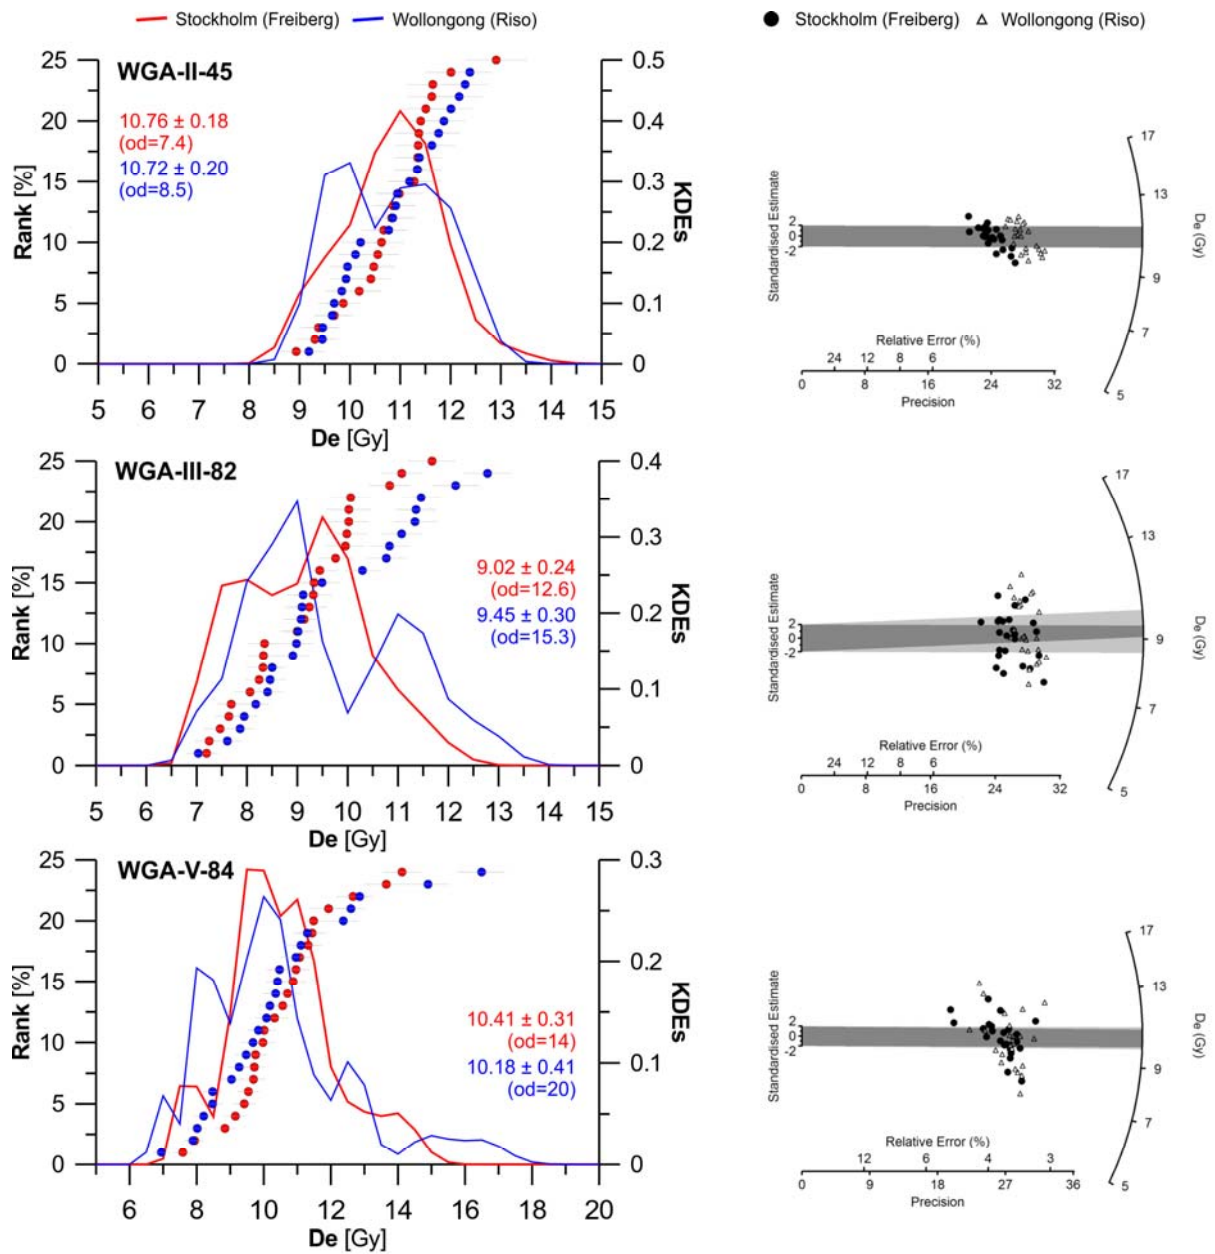 Stockholm (Freiberg) Wollongong (Riso)
Stockholm (Freiberg) Wollongong (Riso)
WGA-II-45
10.76 ± 0.18
(od=7.4)
10.72 ± 0.20
(od=8.5)
Rank [%]
25
20
15
10
5
0
KDEs
0.5
0.4
0.3
0.2
0.1
0
5 6 7 8 9 10 11 12 13 14 15
De [Gy]
Standardised Estimate
2
0
-2
Relative Error (%)
24 12 8 6
0 8 16 24 32
Precision
17
13
9
7
5
De (Gy)
WGA-III-82
9.02 ± 0.24
(od=12.6)
9.45 ± 0.30
(od=15.3)
Rank [%]
25
20
15
10
5
0
KDEs
0.4
0.3
0.2
0.1
0
5 6 7 8 9 10 11 12 13 14 15
De [Gy]
Standardised Estimate
2
0
-2
Relative Error (%)
24 12 8 6
0 24 32
Precision
17
13
9
7
5
De (Gy)
WGA-V-84
10.41 ± 0.31
(od=14)
10.18 ± 0.41
(od=20)
Rank [%]
25
20
15
10
5
0
KDEs
0.3
0.2
0.1
0
6 8 10 12 14 16 18 20
De [Gy]
Standardised Estimate
2
0
-2
Relative Error (%)
12 6 4 3
0 9 18 27 36
Precision
17
13
9
7
5
De (Gy)